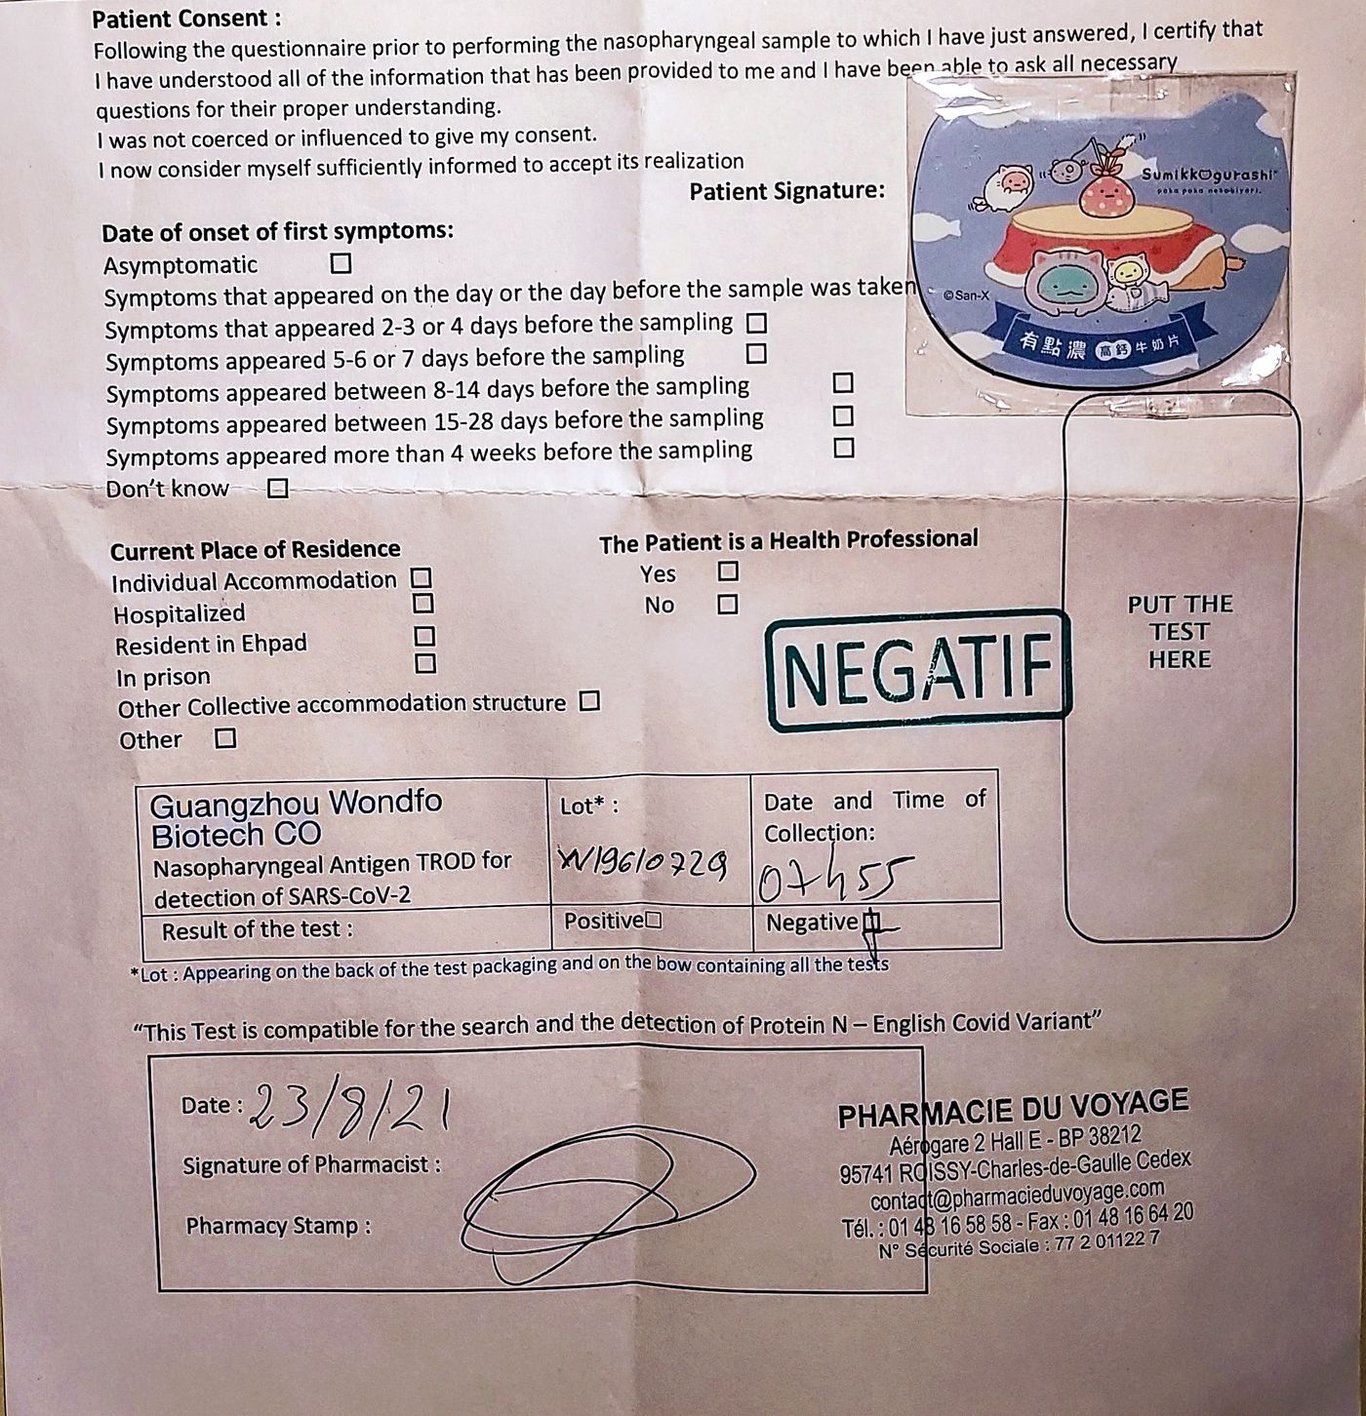 Patient Consent :
Following the questionnaire prior to performing the nasopharyngeal sample to which I have just answered, I certify that
I have understood all of the information that has been provided to me and I have been able to ask all necessary
questions for their proper understanding.
I was not coerced or influenced to give my consent.
I now consider myself sufficiently informed to accept its realization
Patient Signature:
Sumikkogurashi
poka poka nekobiyori.
©San-X
有點濃 高鈣 牛奶片
Date of onset of first symptoms:
Asymptomatic
Symptoms that appeared on the day or the day before the sample was taken
Symptoms that appeared 2-3 or 4 days before the sampling
Symptoms appeared 5-6 or 7 days before the sampling
Symptoms appeared between 8-14 days before the sampling
Symptoms appeared between 15-28 days before the sampling
Symptoms appeared more than 4 weeks before the sampling
Don't know
Current Place of Residence
Individual Accommodation
Hospitalized
Resident in Ehpad
In prison
Other Collective accommodation structure
Other
The Patient is a Health Professional
Yes
No
NEGATIF
PUT THE
TEST
HERE
Guangzhou Wondfo
Biotech CO
Nasopharyngeal Antigen TROD for
detection of SARS-CoV-2
Lot* :
W19610729
Date and Time of
Collection:
07h55
Result of the test :
Positive
Negative
*Lot : Appearing on the back of the test packaging and on the bow containing all the tests
“This Test is compatible for the search and the detection of Protein N – English Covid Variant”
Date : 23/8/21
Signature of Pharmacist :
Pharmacy Stamp :
PHARMACIE DU VOYAGE
Aérogare 2 Hall E - BP 38212
95741 ROISSY-Charles-de-Gaulle Cedex
contact@pharmacieduvoyage.com
Tél. : 01 48 16 58 58 - Fax : 01 48 16 64 20
N° Sécurité Sociale : 77 2 01122 7